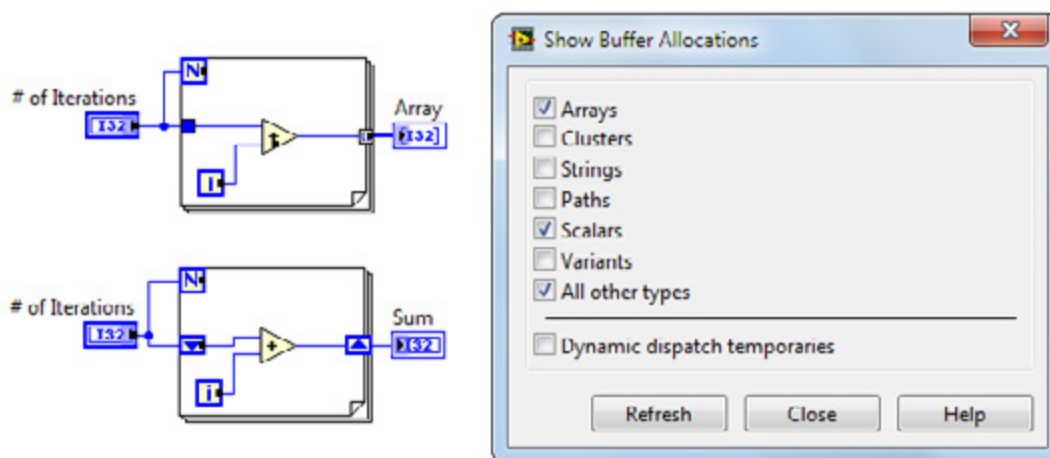 # of Iterations
N
I32
i
Array
[I32]
# of Iterations
N
I32
+
i
Sum
I32
Show Buffer Allocations
Arrays
Clusters
Strings
Paths
Scalars
Variants
All other types
Dynamic dispatch temporaries
Refresh
Close
Help